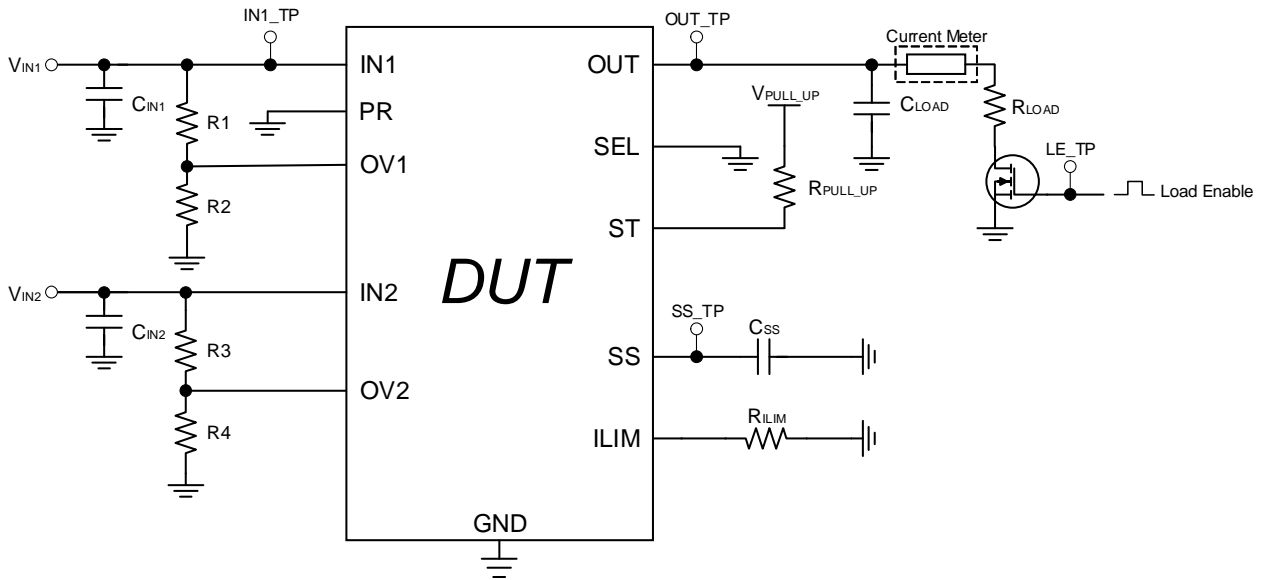 IN1_TP
OUT_TP
Current Meter
VIN1
IN1
OUT
CIN1
VPULL_UP
CLOAD
RLOAD
PR
R1
SEL
LE_TP
OV1
RPULL_UP
Load Enable
R2
ST
DUT
VIN2
IN2
CIN2
SS_TP
CSS
R3
SS
OV2
RILIM
R4
ILIM
GND